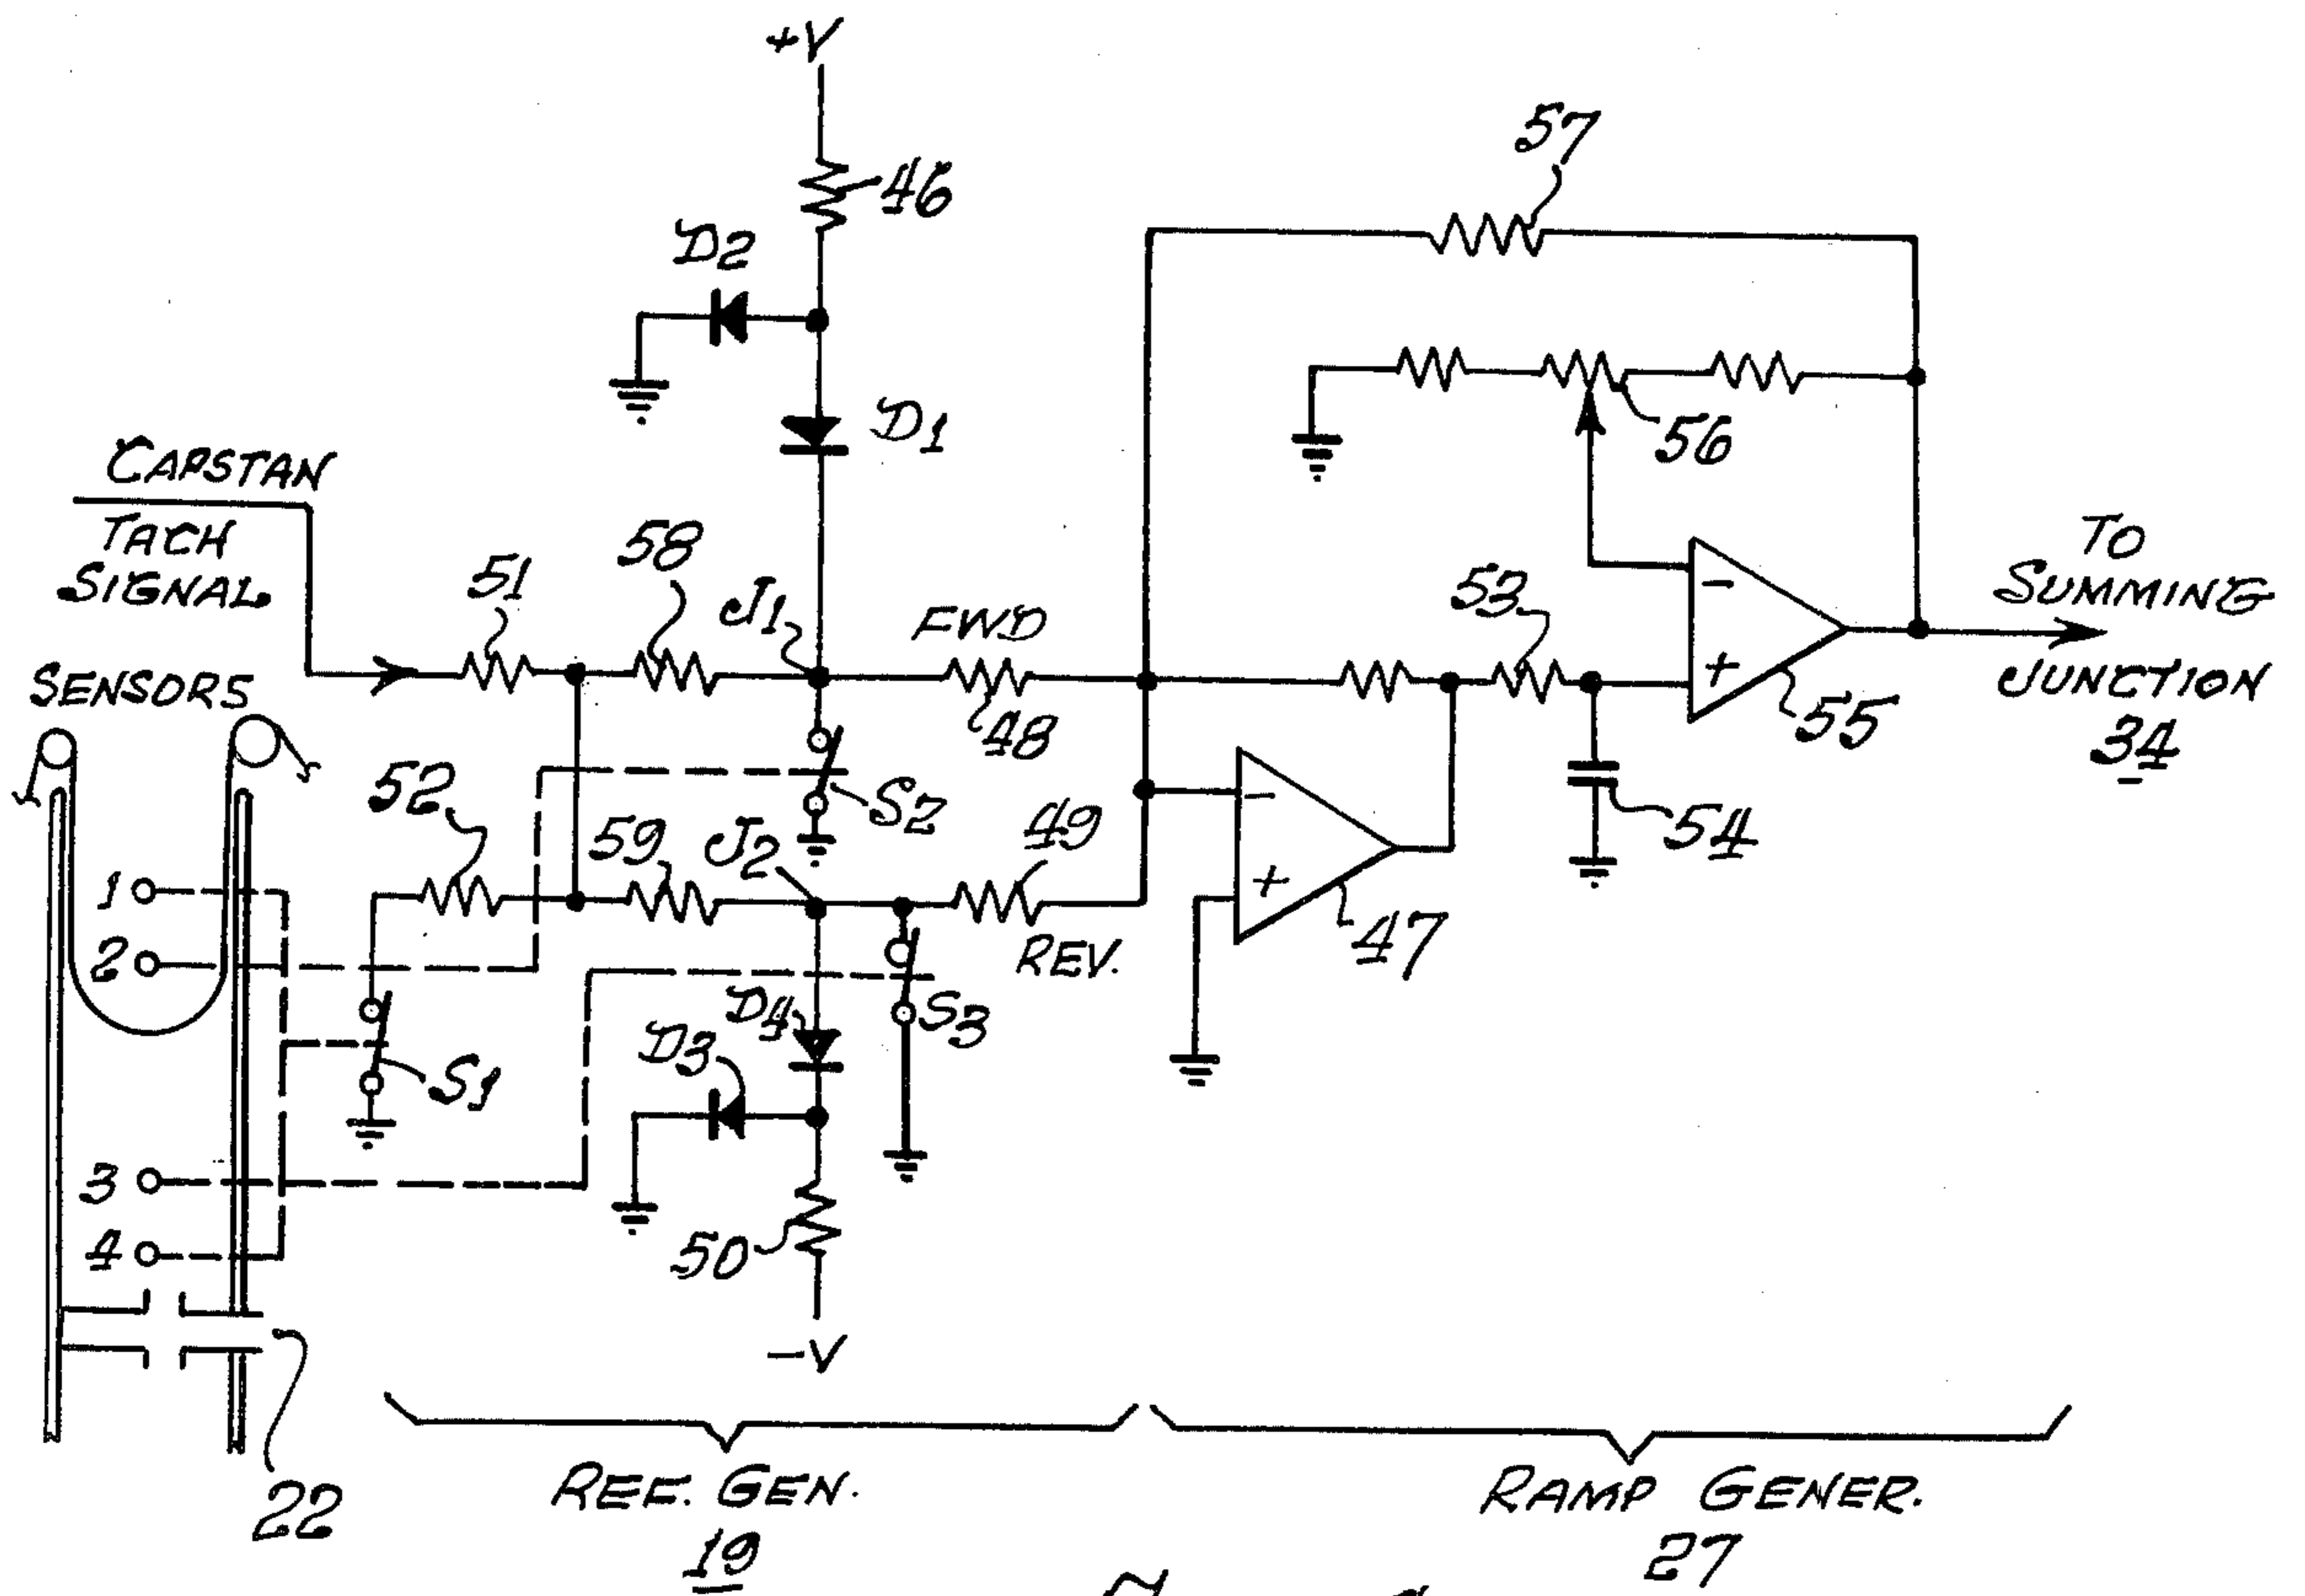 +V
57
46
D2
D1
56
CAPSTAN
TACH
SIGNAL
51
58
J1
FWD
53
TO
SUMMING
JUNCTION
34
-
+
55
SENSORS
48
52
S2
54
59
J2
49
1
2
-
+
47
REV.
S1
D4
D3
S3
3
4
50
-V
22
REF. GEN.
19
RAMP GENER.
27